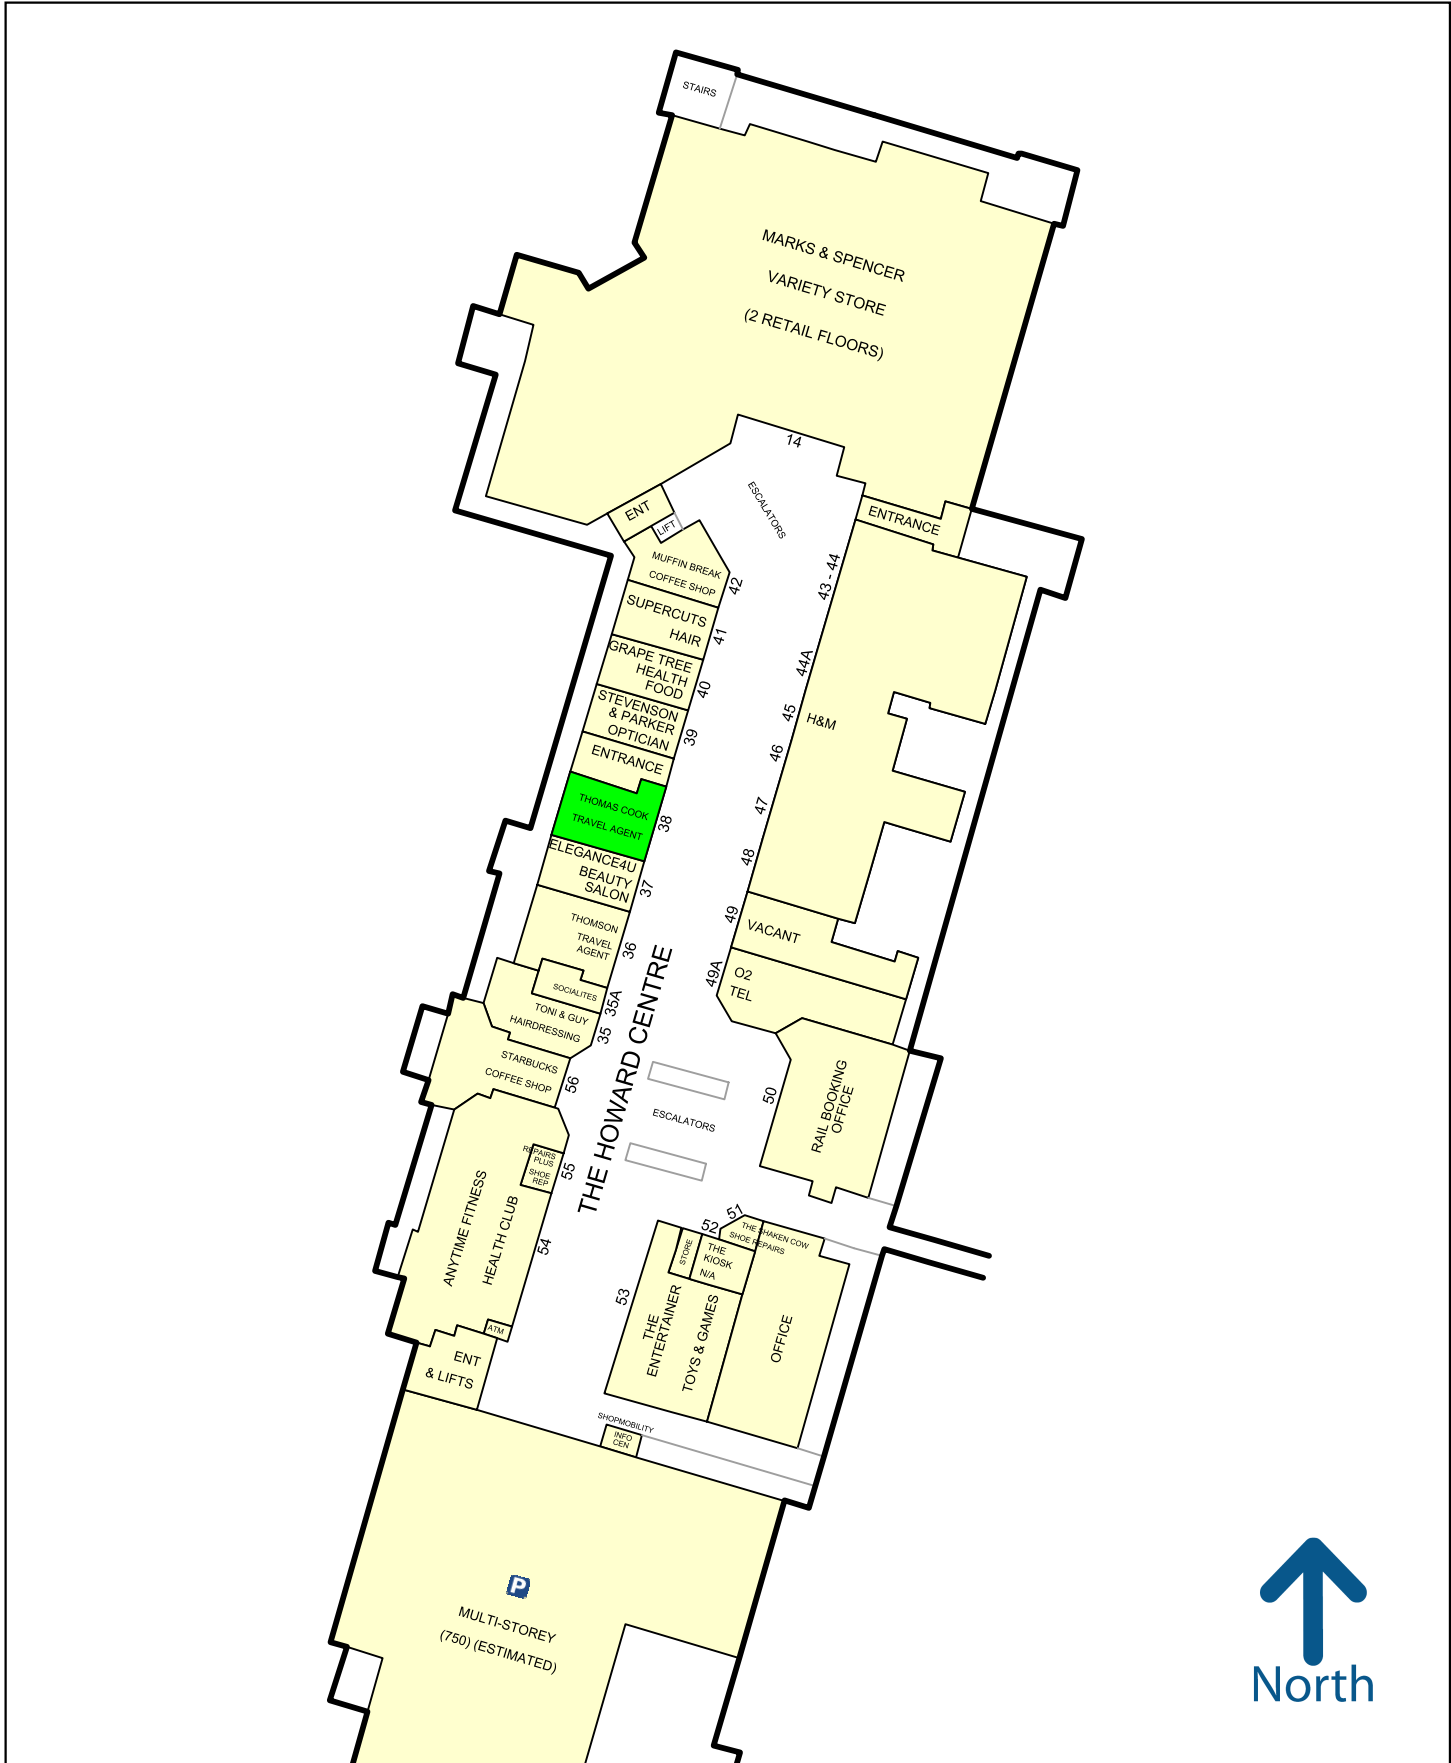 STAIRS
MARKS & SPENCER
VARIETY STORE
(2 RETAIL FLOORS)
14
ESCALATORS
ENT
LIFT
ENTRANCE
MUFFIN BREAK
COFFEE SHOP
42
43 - 44
SUPERCUTS
HAIR
41
GRAPE TREE
HEALTH
FOOD
40
44A
STEVENSON
& PARKER
OPTICIAN
39
45
H&M
46
ENTRANCE
THOMAS COOK
TRAVEL AGENT
38
47
ELEGANCE4U
BEAUTY
SALON
37
48
THOMSON
TRAVEL
AGENT
36
49
VACANT
49A
O2
TEL
SOCIALITES
35A
TONI & GUY
HAIRDRESSING
35
STARBUCKS
COFFEE SHOP
56
THE HOWARD CENTRE
ESCALATORS
50
RAIL BOOKING
OFFICE
REPAIRS
PLUS
SHOE
REP
55
ANYTIME FITNESS
HEALTH CLUB
54
51
52
THE SHAKEN COW
SHOE REPAIRS
STORE
THE
KIOSK
N/A
53
THE
ENTERTAINER
TOYS & GAMES
OFFICE
ATM
ENT
& LIFTS
SHOPMOBILITY
INFO
CEN
P
MULTI-STOREY
(750) (ESTIMATED)
North